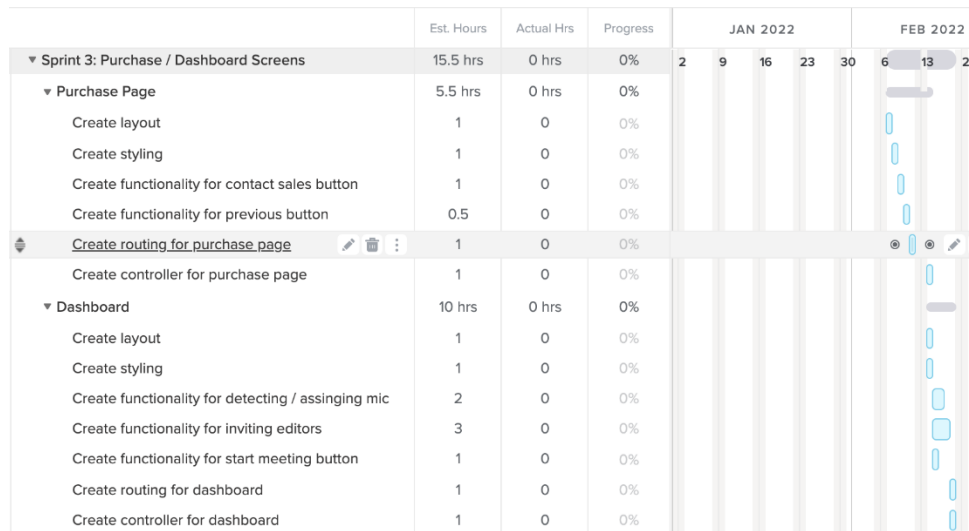 Est. Hours Actual Hrs Progress JAN 2022 FEB 2022
Sprint 3: Purchase / Dashboard Screens 15.5 hrs 0 hrs 0% 2 9 16 23 30 6 13 2
Purchase Page 5.5 hrs 0 hrs 0%
Create layout 1 0 0%
Create styling 1 0 0%
Create functionality for contact sales button 1 0 0%
Create functionality for previous button 0.5 0 0%
Create routing for purchase page 1 0 0%
Create controller for purchase page 1 0 0%
Dashboard 10 hrs 0 hrs 0%
Create layout 1 0 0%
Create styling 1 0 0%
Create functionality for detecting / assinging mic 2 0 0%
Create functionality for inviting editors 3 0 0%
Create functionality for start meeting button 1 0 0%
Create routing for dashboard 1 0 0%
Create controller for dashboard 1 0 0%